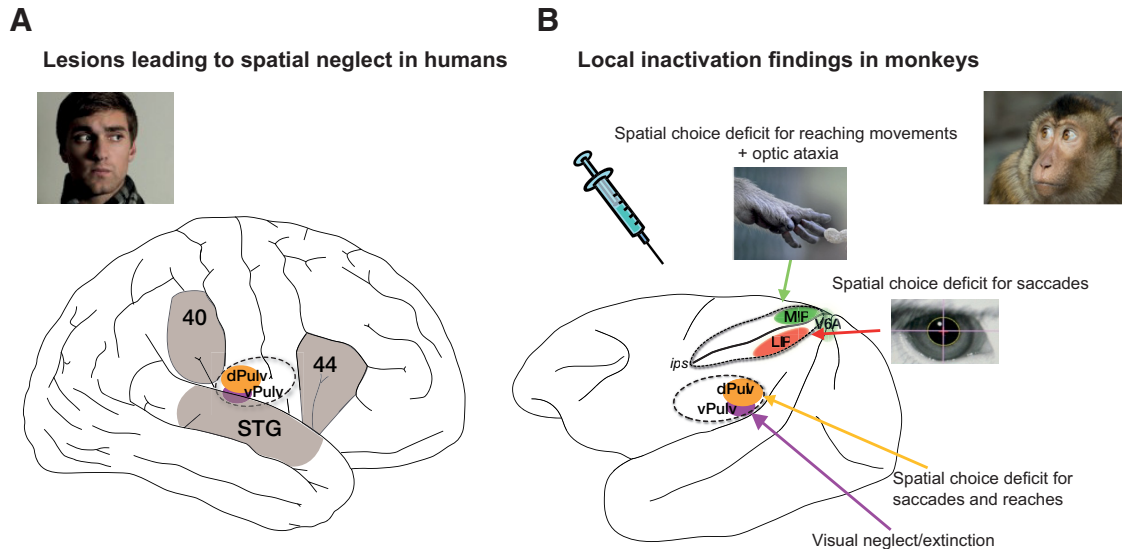 A
Lesions leading to spatial neglect in humans
40
44
dPulv
vPulv
STG
B
Local inactivation findings in monkeys
Spatial choice deficit for reaching movements
+ optic ataxia
Spatial choice deficit for saccades
MIP
V6A
LIP
ips
dPulv
vPulv
Spatial choice deficit for
saccades and reaches
Visual neglect/extinction